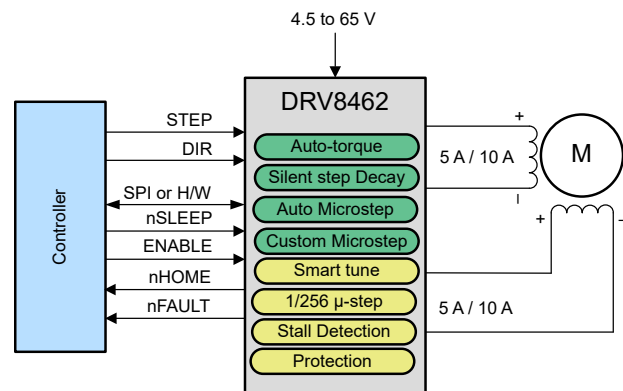 4.5 to 65 V
DRV8462
Controller
STEP
DIR
SPI or H/W
nSLEEP
ENABLE
nHOME
nFAULT
Auto-torque
Silent step Decay
Auto Microstep
Custom Microstep
Smart tune
1/256 µ-step
Stall Detection
Protection
+
5 A / 10 A
–
M
+
–
5 A / 10 A